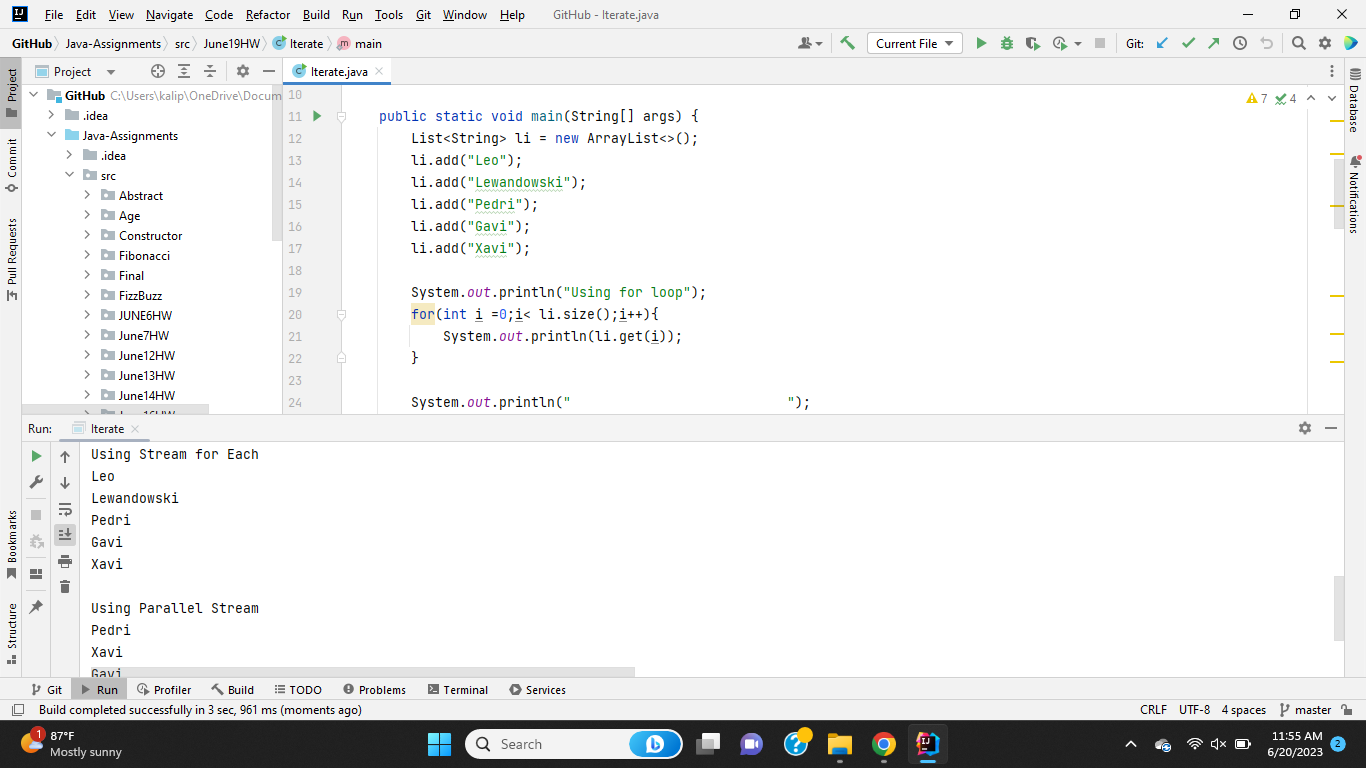 File Edit View Navigate Code Refactor Build Run Tools Git Window Help GitHub - Iterate.java
GitHub Java-Assignments src June19HW Iterate main Current File Git:
Project
Iterate.java
Project
Commit
Pull Requests
Bookmarks
Structure
GitHub C:\Users\kalip\OneDrive\Docum
.idea
Java-Assignments
.idea
src
Abstract
Age
Constructor
Fibonacci
Final
FizzBuzz
JUNE6HW
June7HW
June12HW
June13HW
June14HW
June16HW
7 4
10
11 public static void main(String[] args) {
12 List<String> li = new ArrayList<>();
13 li.add("Leo");
14 li.add("Lewandowski");
15 li.add("Pedri");
16 li.add("Gavi");
17 li.add("Xavi");
18
19 System.out.println("Using for loop");
20 for(int i =0;i< li.size();i++){
21 System.out.println(li.get(i));
22 }
23
24 System.out.println("                           ");
Database
Notifications
Run: Iterate
Using Stream for Each
Leo
Lewandowski
Pedri
Gavi
Xavi
Using Parallel Stream
Pedri
Xavi
Gavi
Git Run Profiler Build TODO Problems Terminal Services
Build completed successfully in 3 sec, 961 ms (moments ago) CRLF UTF-8 4 spaces master
1
87°F
Mostly sunny
Search
11:55 AM
6/20/2023
2